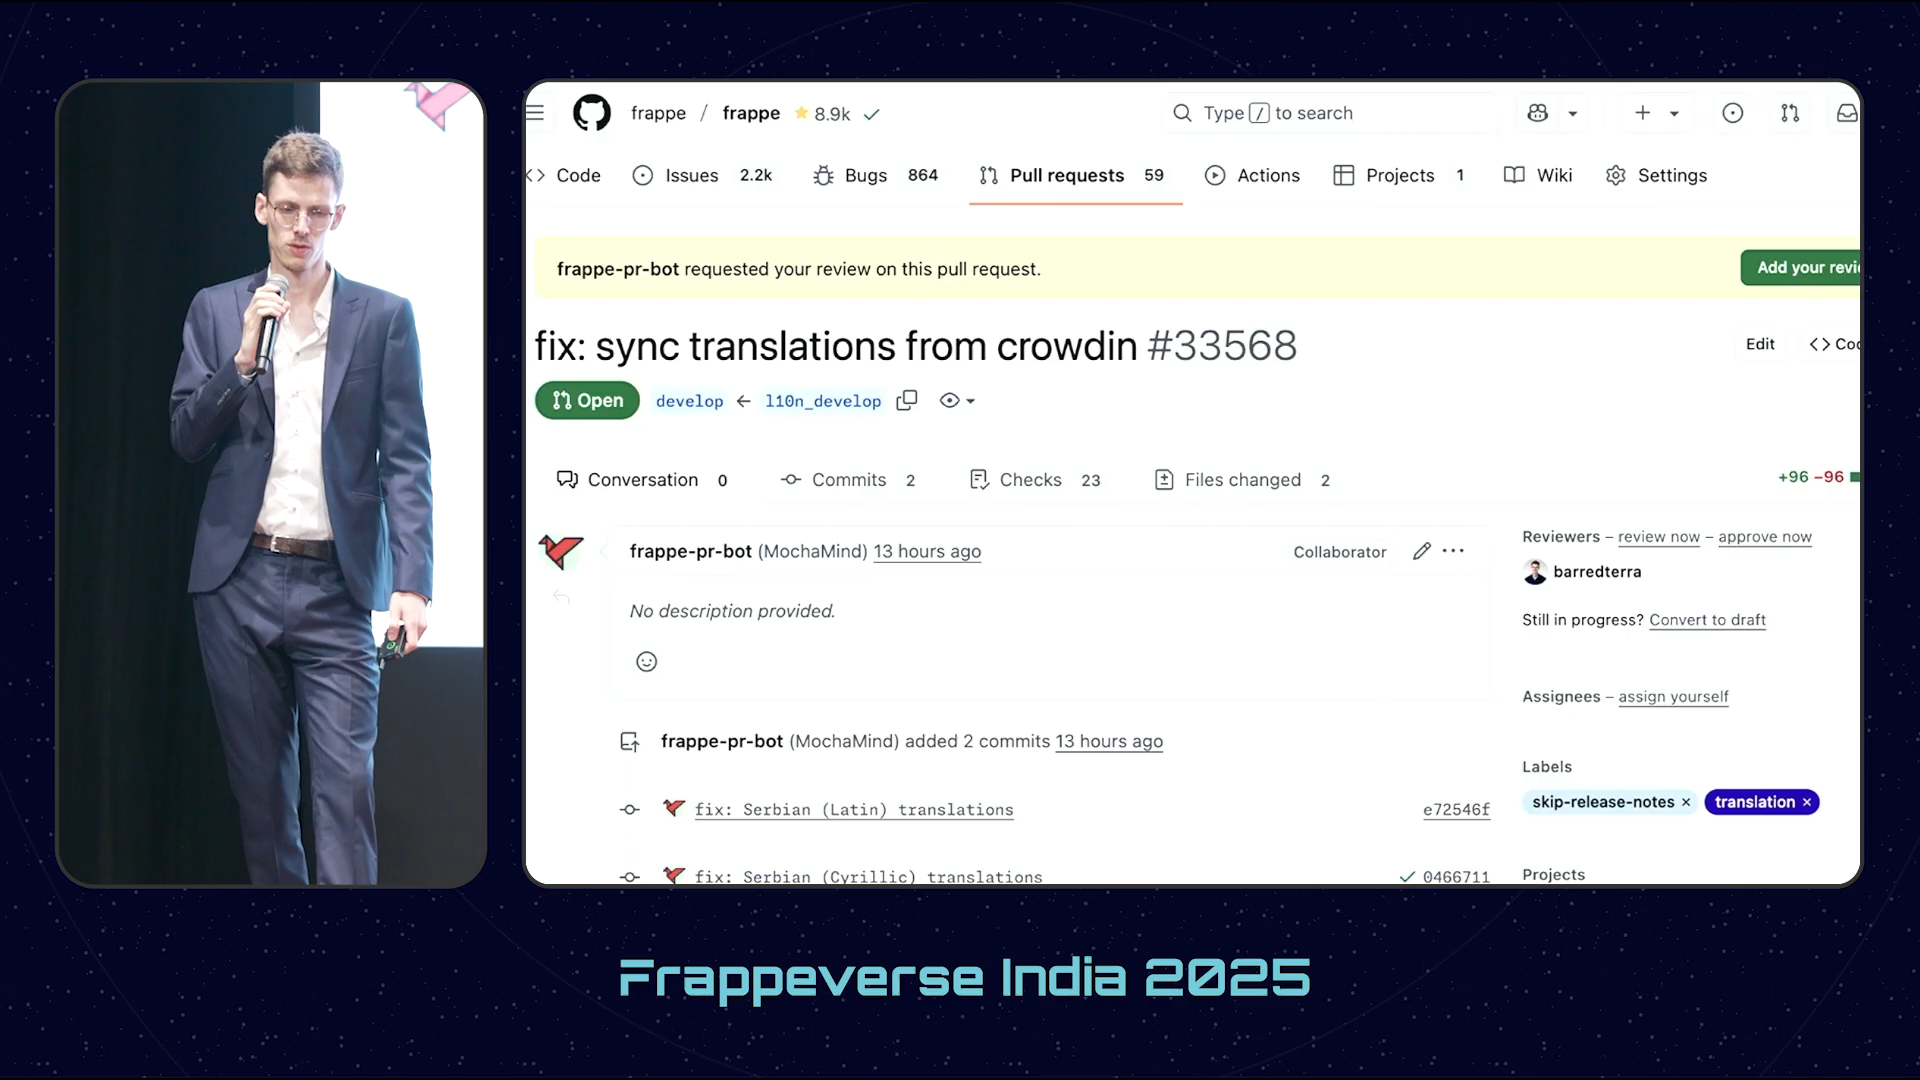 frappe / frappe 8.9k
Type / to search
Code
Issues 2.2k
Bugs 864
Pull requests 59
Actions
Projects 1
Wiki
Settings
frappe-pr-bot requested your review on this pull request.
Add your revie
fix: sync translations from crowdin #33568
Edit
<> Coc
Open
develop ← l10n_develop
Conversation 0
Commits 2
Checks 23
Files changed 2
+96 −96
frappe-pr-bot (MochaMind) 13 hours ago
Collaborator
No description provided.
frappe-pr-bot (MochaMind) added 2 commits 13 hours ago
fix: Serbian (Latin) translations
e72546f
fix: Serbian (Cyrillic) translations
0466711
Reviewers – review now – approve now
barredterra
Still in progress? Convert to draft
Assignees – assign yourself
Labels
skip-release-notes ×
translation ×
Projects
Frappeverse India 2025